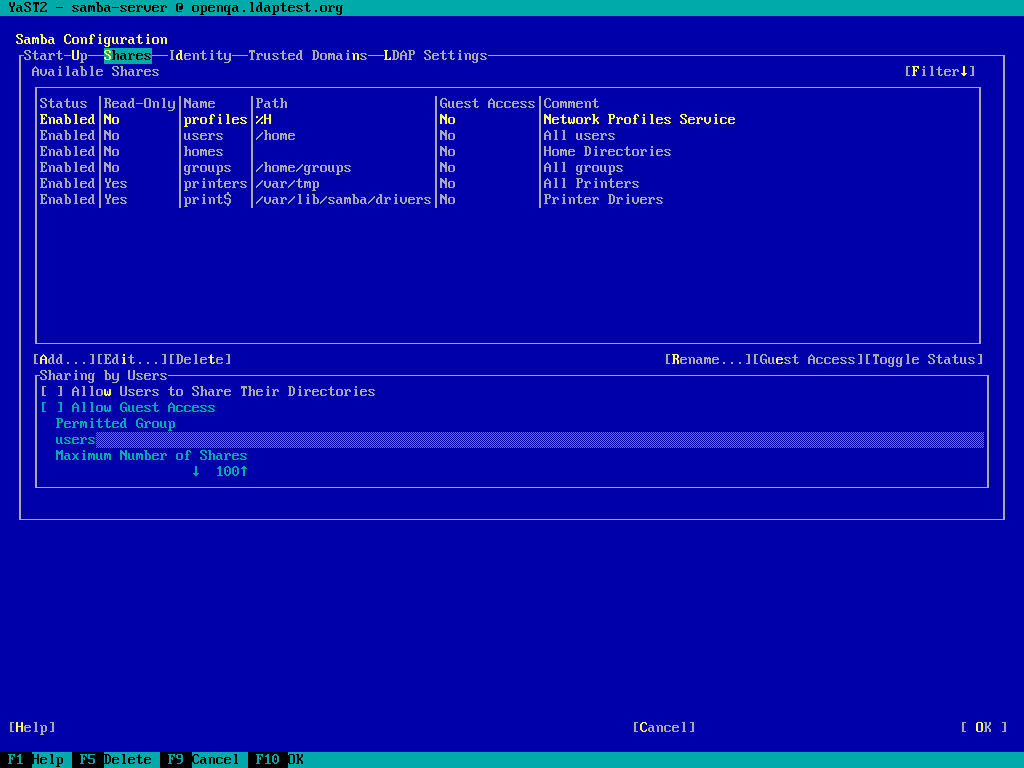 YaST2 - samba-server @ openqa.ldaptest.org
Samba Configuration
Start-Up Shares Identity Trusted Domains LDAP Settings
Available Shares [Filter↓]
Status Read-Only Name Path Guest Access Comment
Enabled No profiles %H No Network Profiles Service
Enabled No users /home No All users
Enabled No homes No Home Directories
Enabled No groups /home/groups No All groups
Enabled Yes printers /var/tmp No All Printers
Enabled Yes print$ /var/lib/samba/drivers No Printer Drivers
[Add...][Edit...][Delete] [Rename...][Guest Access][Toggle Status]
Sharing by Users
[ ] Allow Users to Share Their Directories
[ ] Allow Guest Access
Permitted Group
users
Maximum Number of Shares
↓ 100↑
[Help] [Cancel] [ OK ]
F1 Help F5 Delete F9 Cancel F10 OK